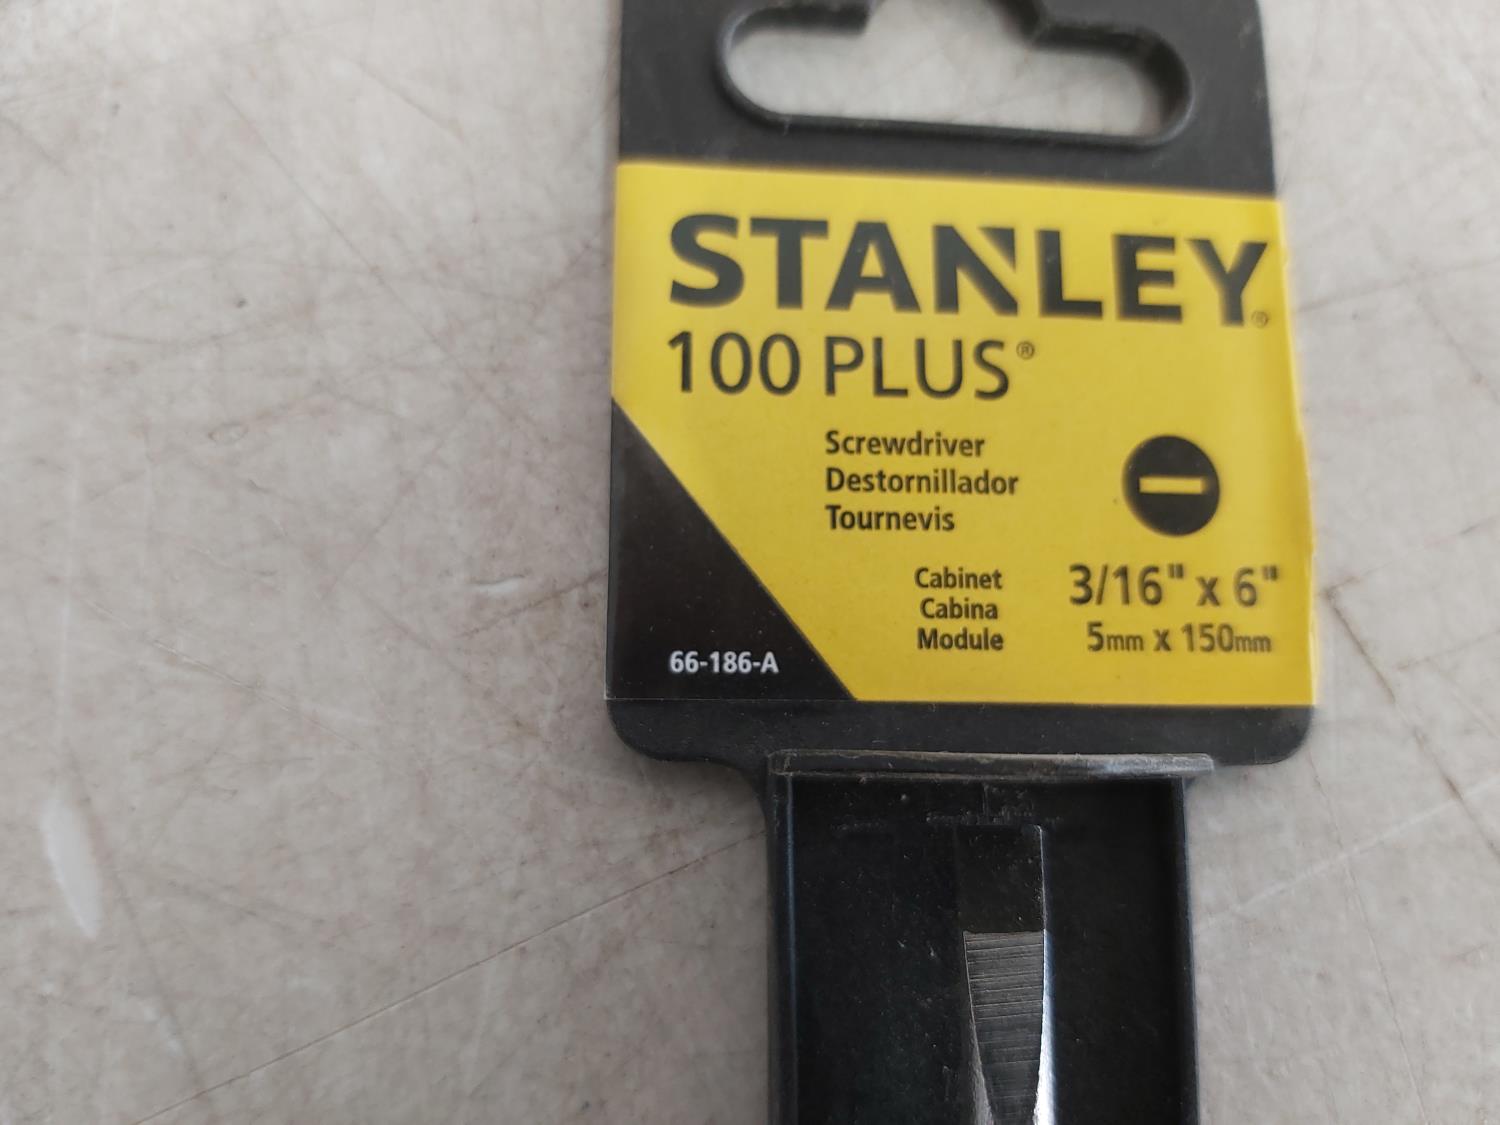 STANLEY®
100 PLUS®
Screwdriver
Destornillador
Tournevis
Cabinet
Cabina
Module
3/16" x 6"
5mm x 150mm
66-186-A